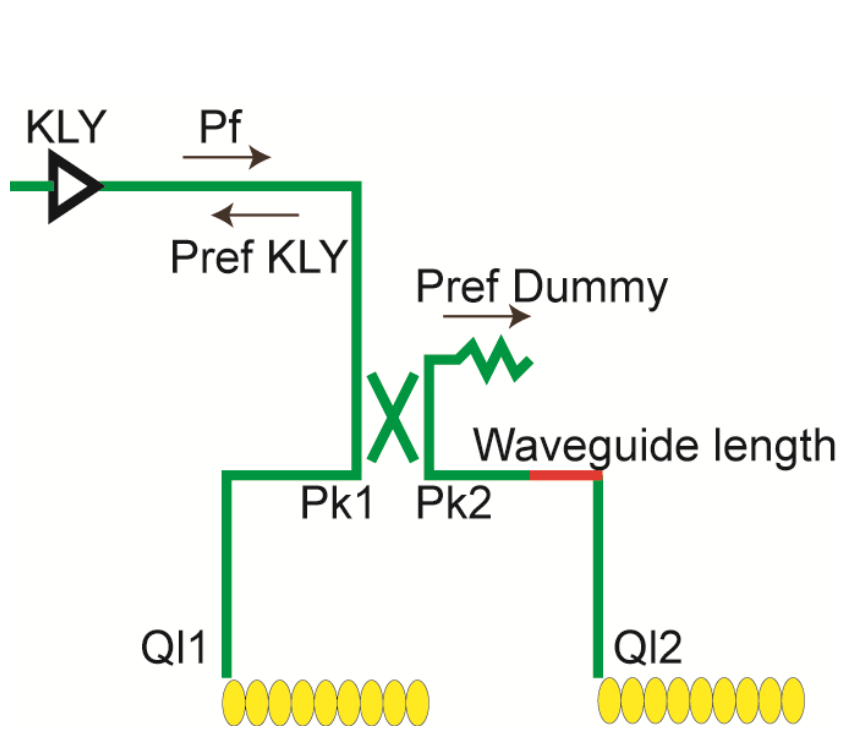 KLY
Pf
Pref KLY
Pref Dummy
Waveguide length
Pk1
Pk2
Ql1
Ql2